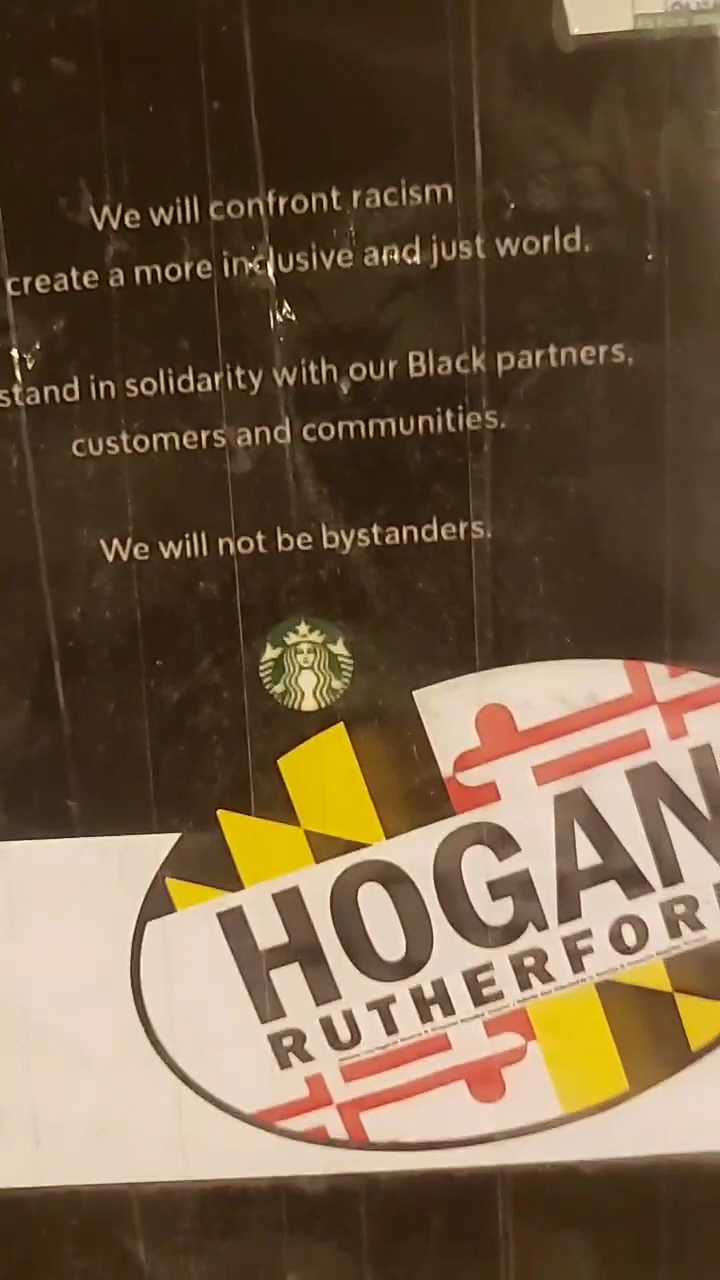 We will confront racism
create a more inclusive and just world.
stand in solidarity with our Black partners,
customers and communities.
We will not be bystanders.
HOGAN
RUTHERFOR